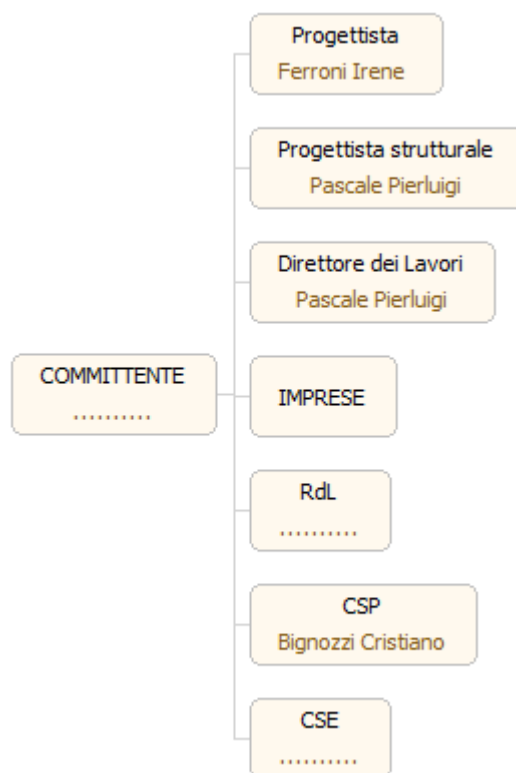 Progettista
Ferroni Irene
Progettista strutturale
Pascale Pierluigi
Direttore dei Lavori
Pascale Pierluigi
COMMITTENTE
..........
IMPRESE
RdL
..........
CSP
Bignozzi Cristiano
CSE
..........